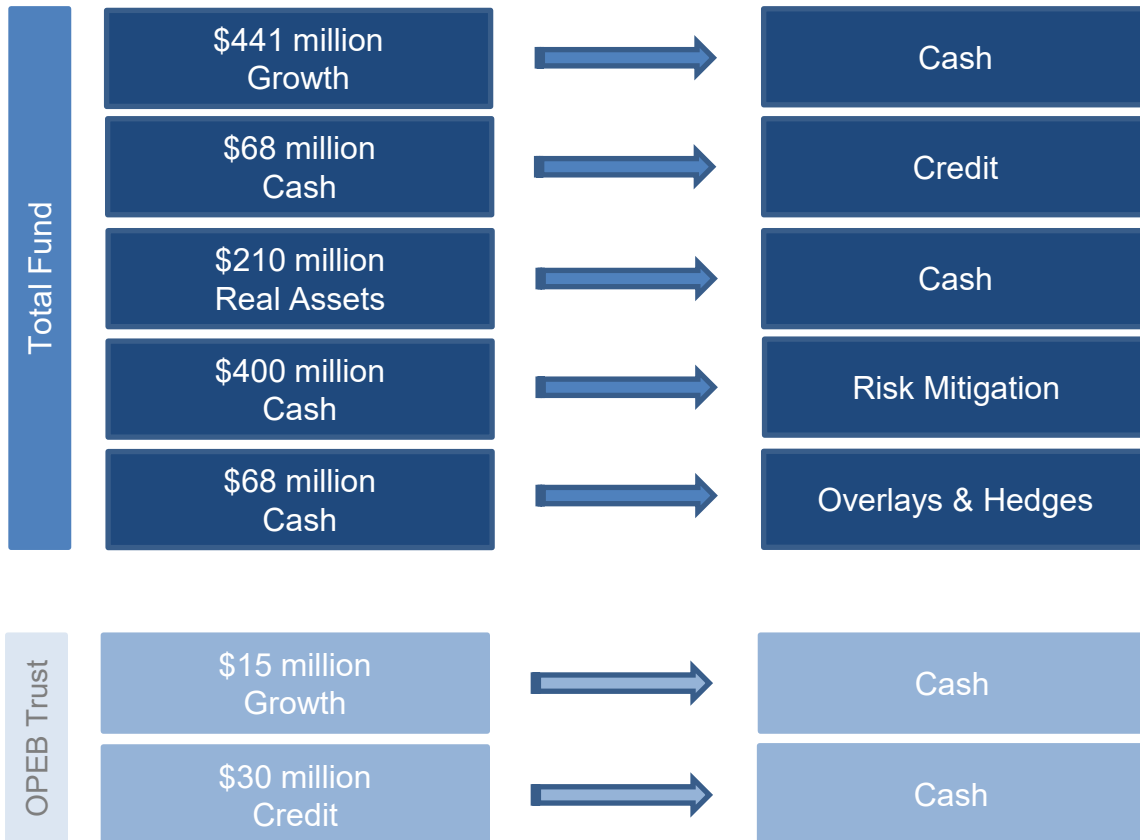 Total Fund
$441 million
Growth
Cash
$68 million
Cash
Credit
$210 million
Real Assets
Cash
$400 million
Cash
Risk Mitigation
$68 million
Cash
Overlays & Hedges
OPEB Trust
$15 million
Growth
Cash
$30 million
Credit
Cash